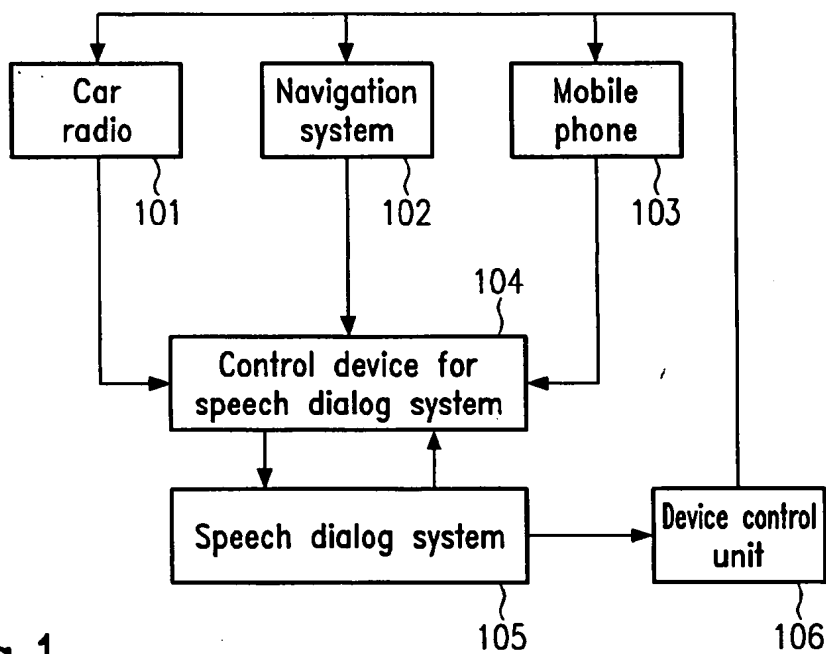 Car
radio
101
Navigation
system
102
Mobile
phone
103
104
Control device for
speech dialog system
Speech dialog system
105
Device control
unit
106
1